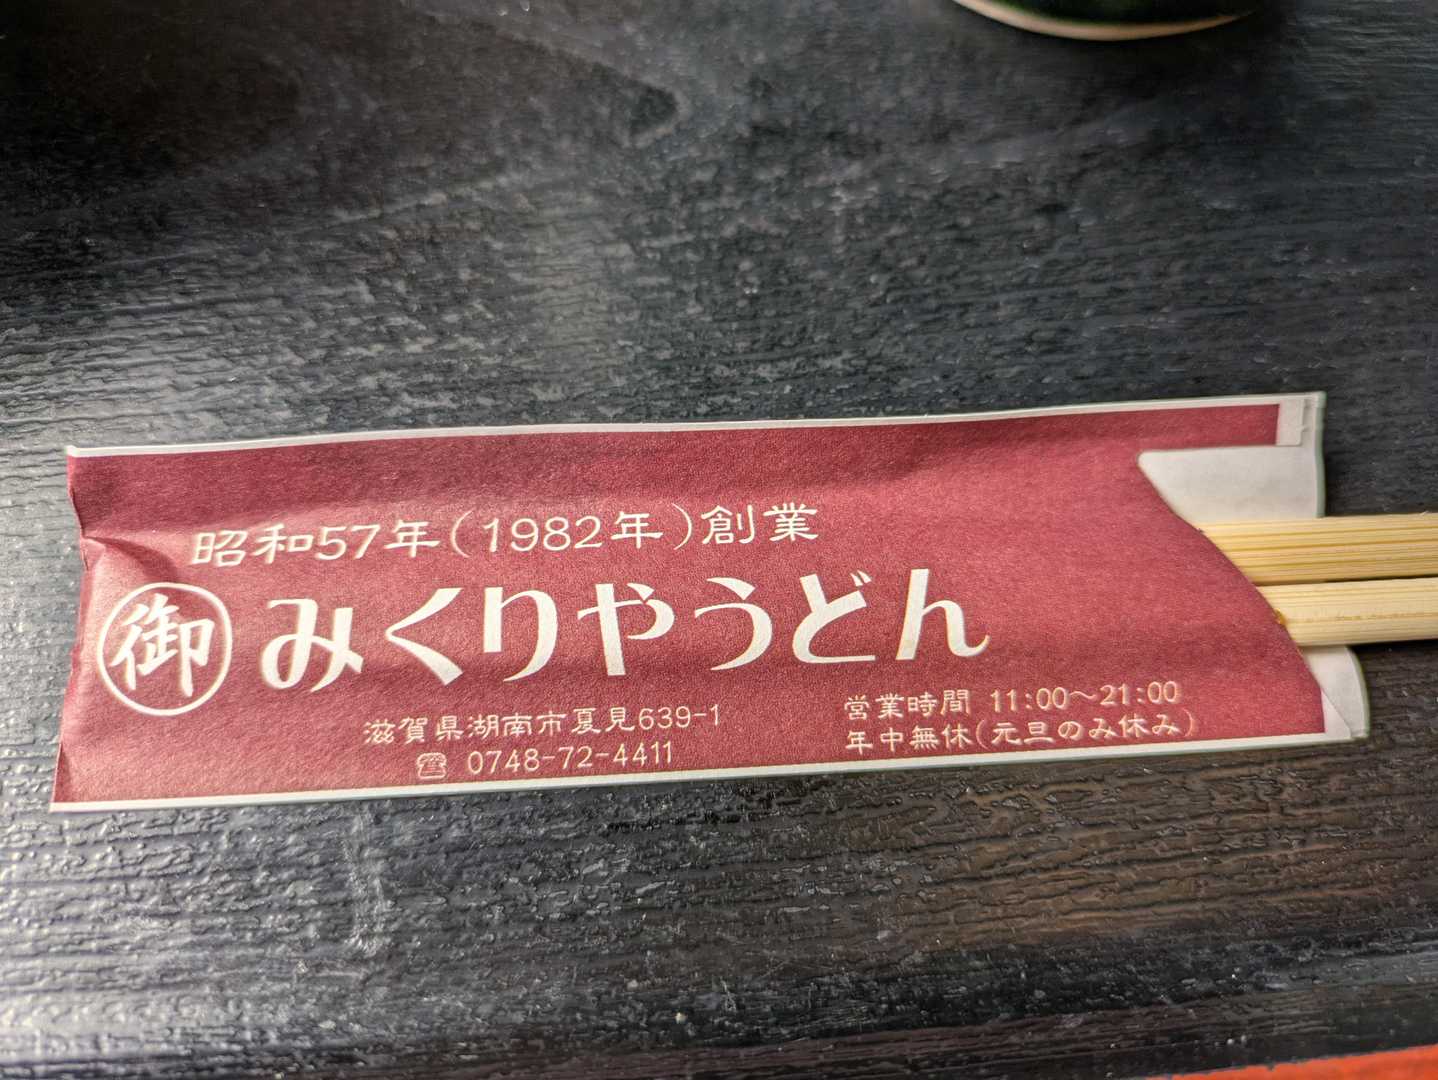 昭和57年(1982年)創業
御 みくりやうどん
滋賀県湖南市夏見639-1
☎ 0748-72-4411
営業時間 11:00〜21:00
年中無休(元旦のみ休み)